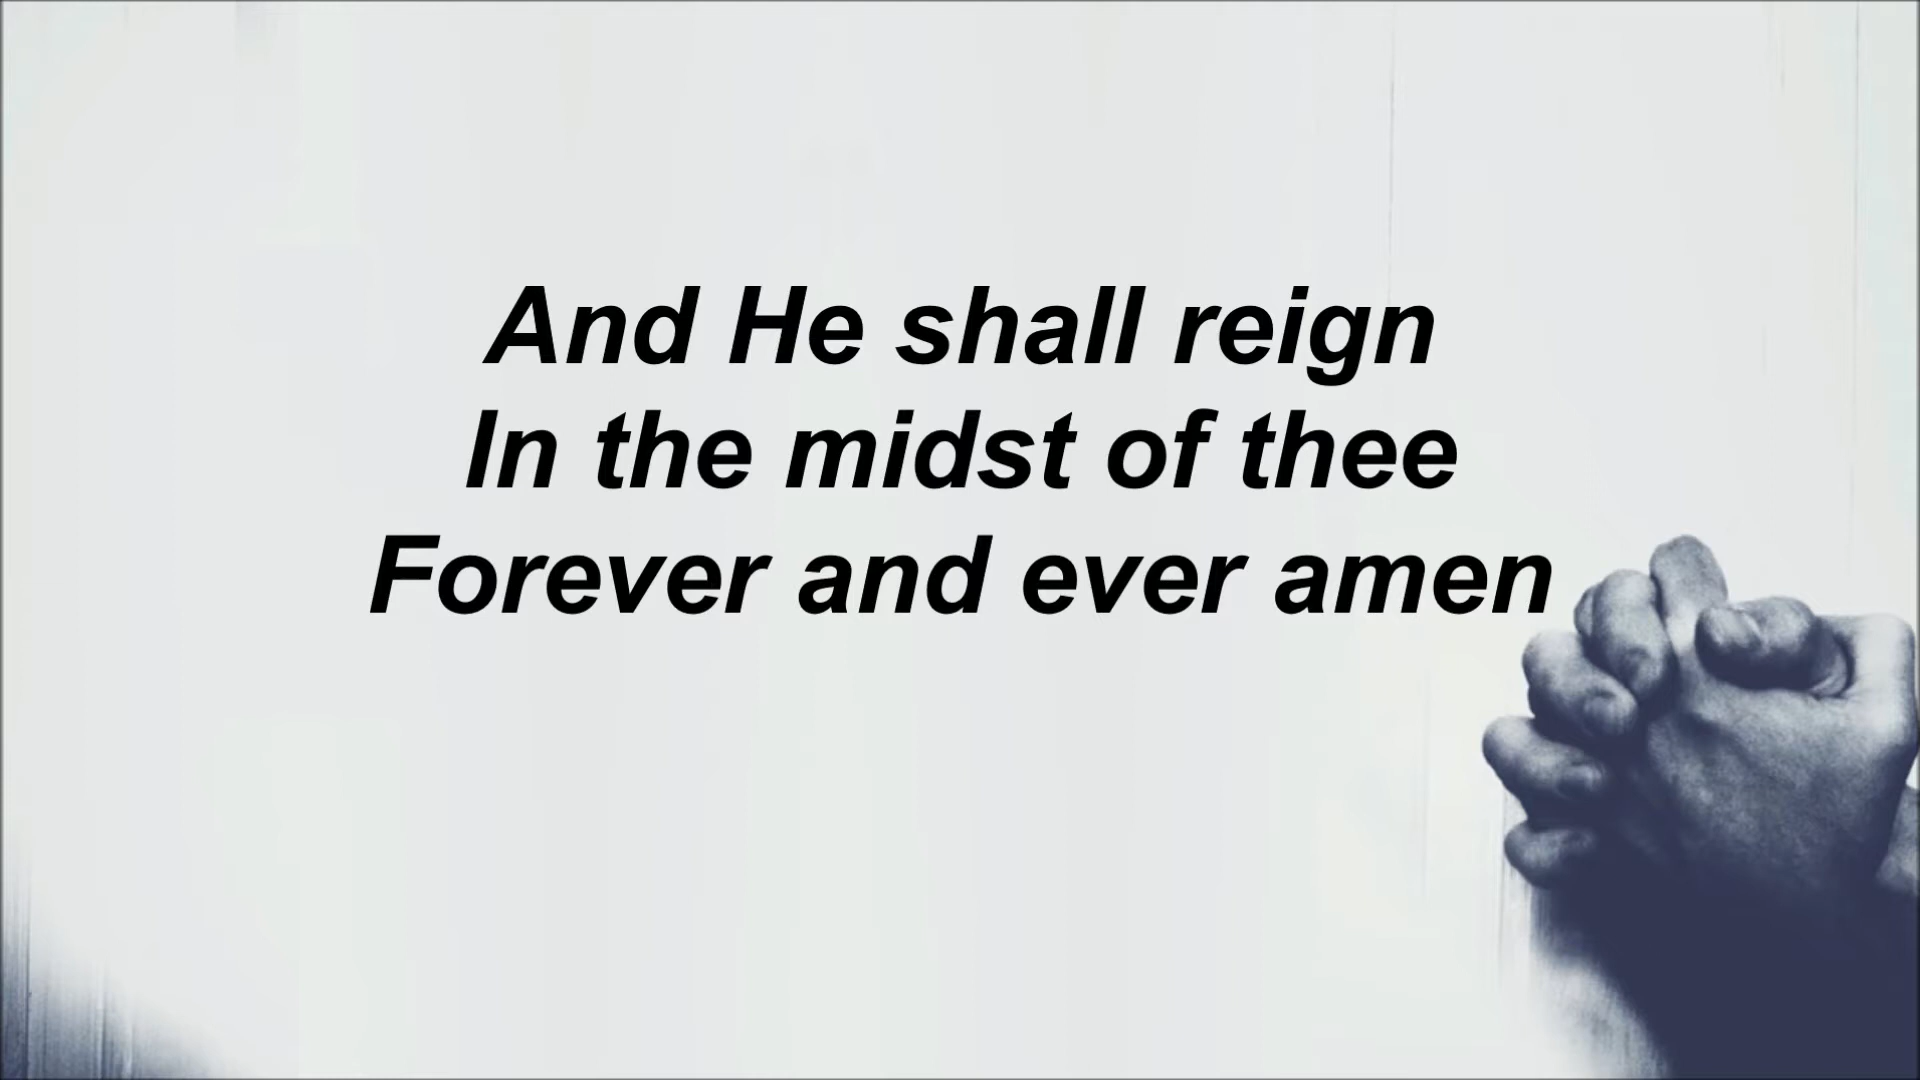 And He shall reign
In the midst of thee
Forever and ever amen